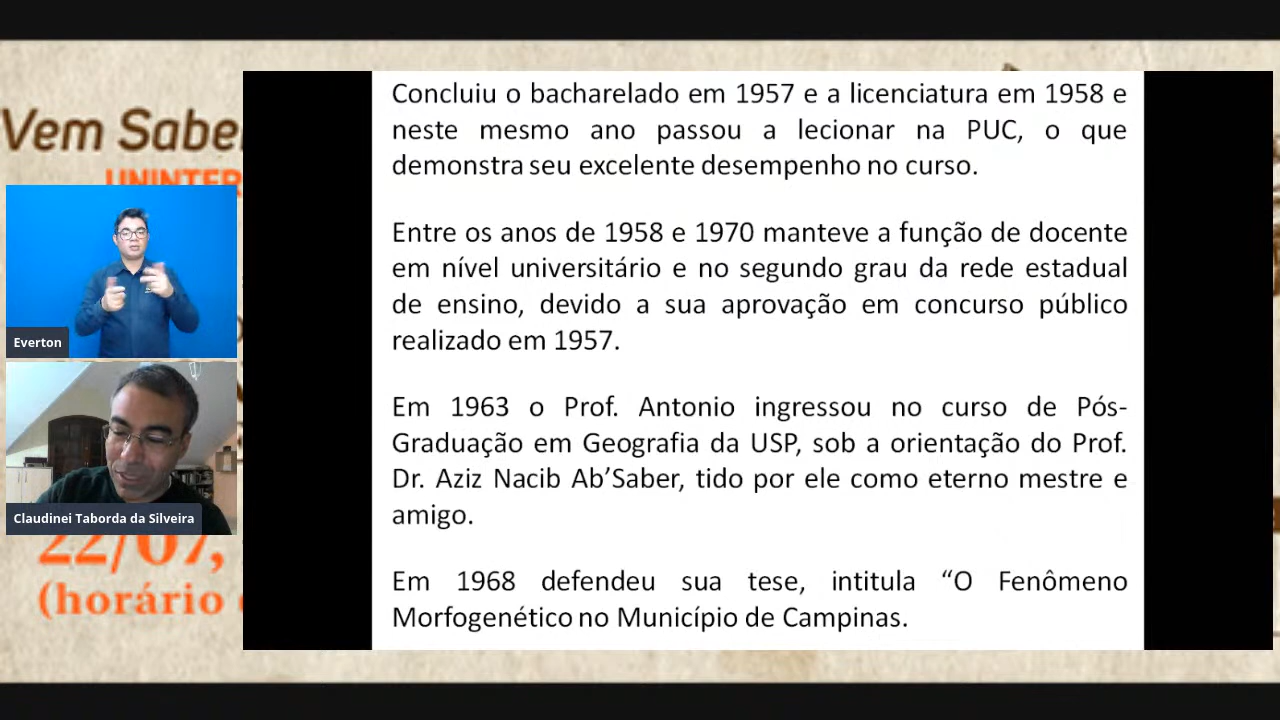 Vem Sabe
UNINTER
Everton
Claudinei Taborda da Silveira
22/07,
(horário
Concluiu o bacharelado em 1957 e a licenciatura em 1958 e
neste mesmo ano passou a lecionar na PUC, o que
demonstra seu excelente desempenho no curso.
Entre os anos de 1958 e 1970 manteve a função de docente
em nível universitário e no segundo grau da rede estadual
de ensino, devido a sua aprovação em concurso público
realizado em 1957.
Em 1963 o Prof. Antonio ingressou no curso de Pós-
Graduação em Geografia da USP, sob a orientação do Prof.
Dr. Aziz Nacib Ab’Saber, tido por ele como eterno mestre e
amigo.
Em 1968 defendeu sua tese, intitula “O Fenômeno
Morfogenético no Município de Campinas.